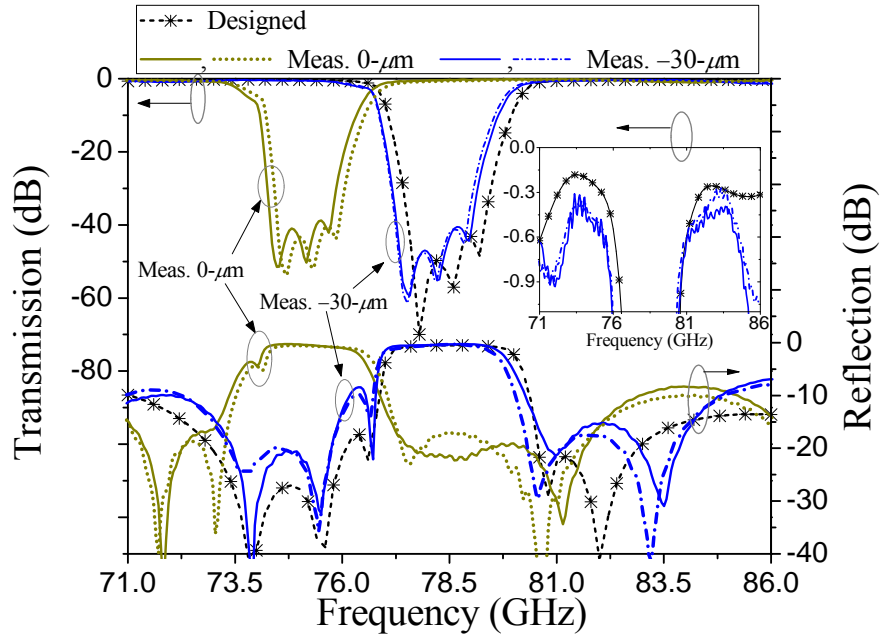 Designed
, Meas. 0-μm , Meas. –30-μm
0
-20
-40
-60
-80
Transmission (dB)
Meas. 0-μm
Meas. –30-μm
0.0
-0.3
-0.6
-0.9
71 76 81 86
Frequency (GHz)
0
-10
-20
-30
-40
Reflection (dB)
71.0 73.5 76.0 78.5 81.0 83.5 86.0
Frequency (GHz)